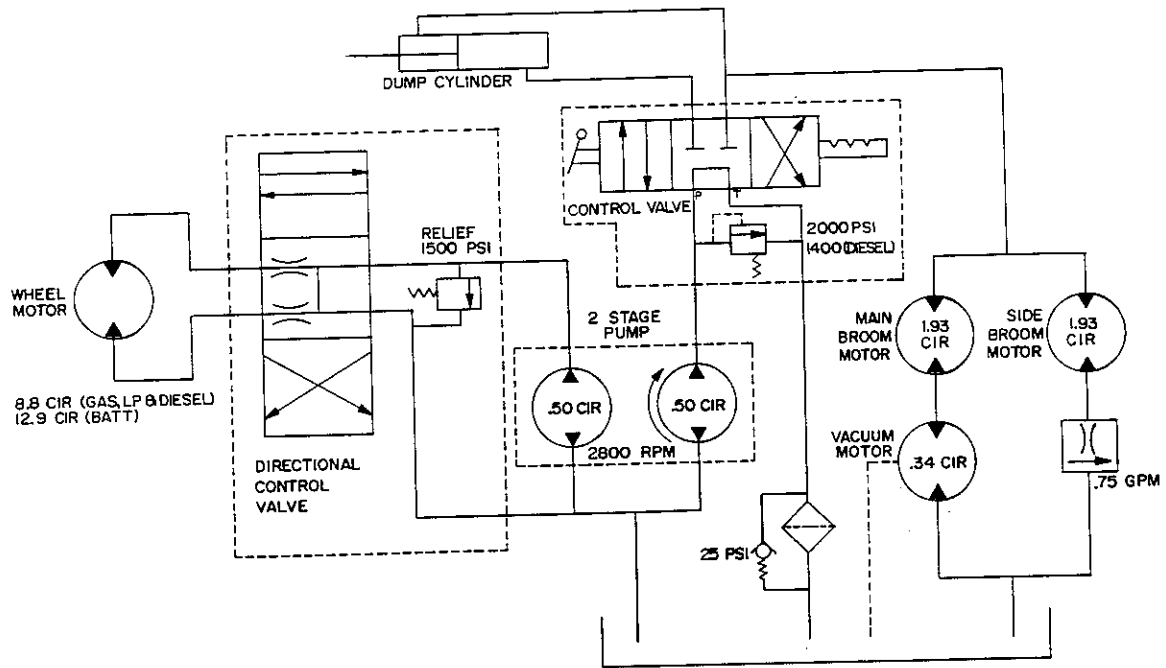 DUMP CYLINDER
CONTROL VALVE
P
T
2000 PSI
(1400 DIESEL)
RELIEF
1500 PSI
WHEEL
MOTOR
8.8 CIR (GAS, LP & DIESEL)
12.9 CIR (BATT)
DIRECTIONAL
CONTROL
VALVE
2 STAGE
PUMP
.50 CIR
.50 CIR
2800 RPM
MAIN
BROOM
MOTOR
1.93
CIR
SIDE
BROOM
MOTOR
1.93
CIR
VACUUM
MOTOR
.34 CIR
.75 GPM
25 PSI